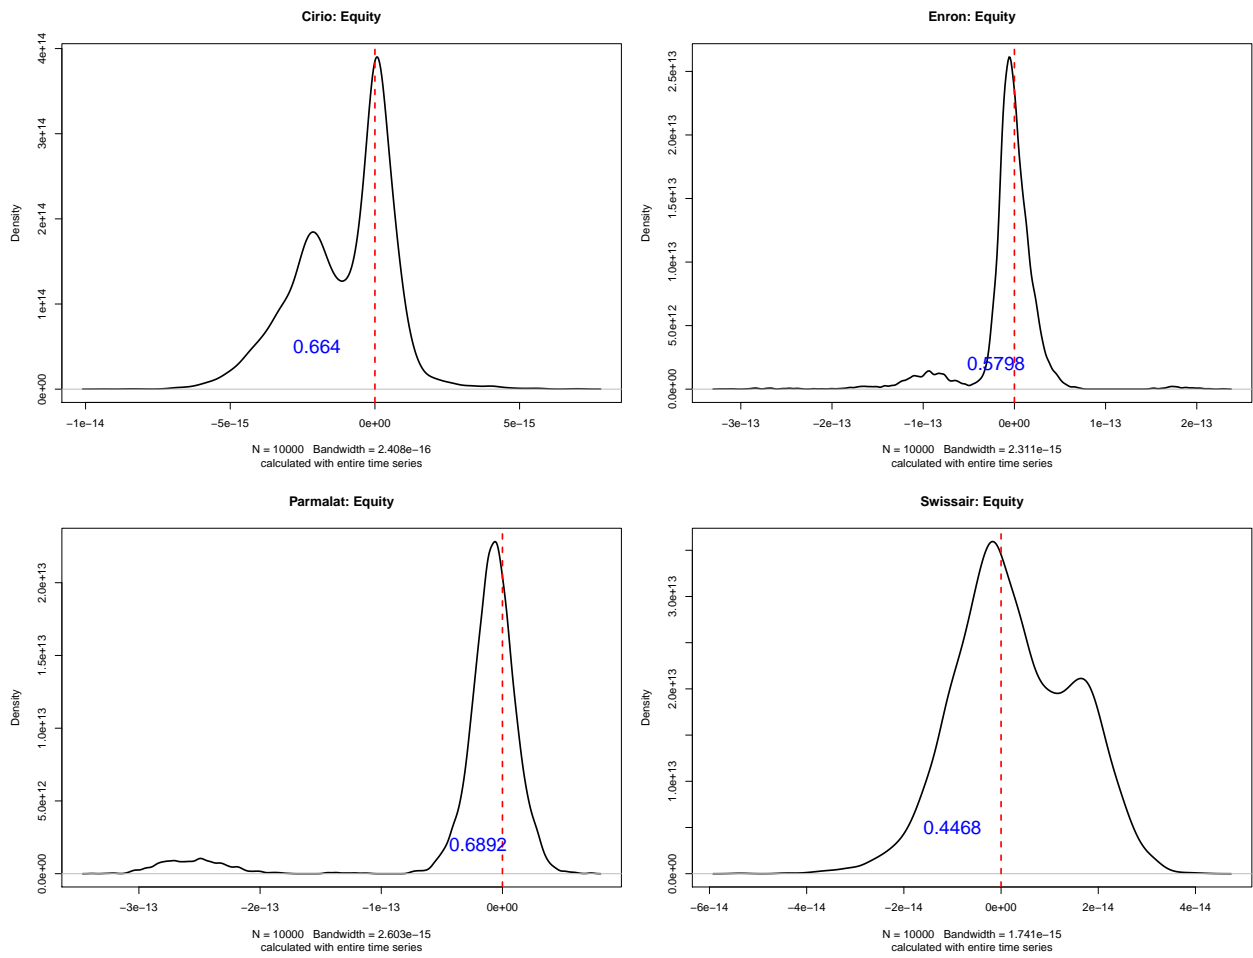 Cirio: Equity
Density
0e+00
1e+14
2e+14
3e+14
4e+14
0.664
−1e−14
−5e−15
0e+00
5e−15
N = 10000 Bandwidth = 2.408e−16
calculated with entire time series
Enron: Equity
Density
0.0e+00
5.0e+12
1.0e+13
1.5e+13
2.0e+13
2.5e+13
0.5798
−3e−13
−2e−13
−1e−13
0e+00
1e−13
2e−13
N = 10000 Bandwidth = 2.311e−15
calculated with entire time series
Parmalat: Equity
Density
0.0e+00
5.0e+12
1.0e+13
1.5e+13
2.0e+13
0.6892
−3e−13
−2e−13
−1e−13
0e+00
N = 10000 Bandwidth = 2.603e−15
calculated with entire time series
Swissair: Equity
Density
0.0e+00
1.0e+13
2.0e+13
3.0e+13
0.4468
−6e−14
−4e−14
−2e−14
0e+00
2e−14
4e−14
N = 10000 Bandwidth = 1.741e−15
calculated with entire time series